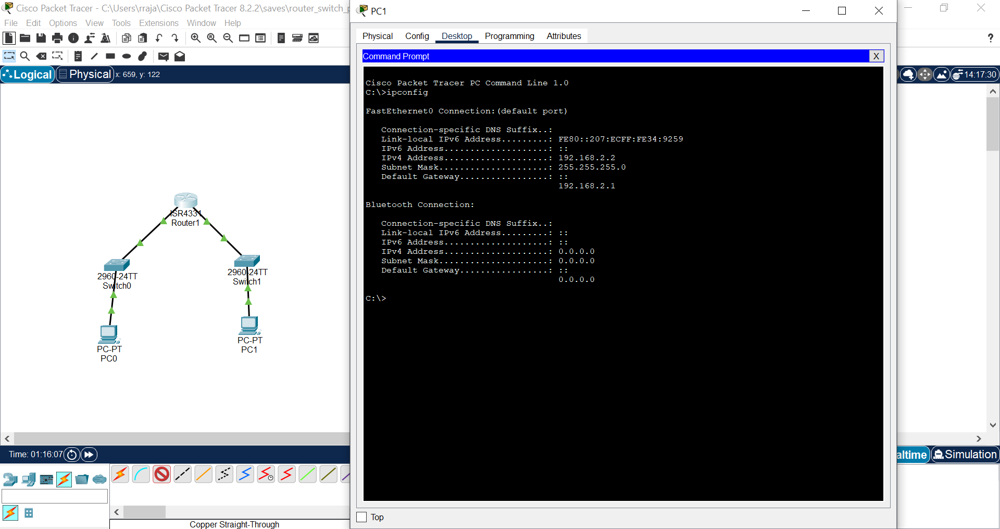 Cisco Packet Tracer - C:\Users\rraja\Cisco Packet Tracer 8.2.2\saves\router_switch_p
File Edit Options View Tools Extensions Window Help
?
Logical Physical x: 659, y: 122
14:17:30
ISR4331
Router1
2960-24TT
Switch0
2960-24TT
Switch1
PC-PT
PC0
PC-PT
PC1
Time: 01:16:07
altime Simulation
Copper Straight-Through
PC1
Physical Config Desktop Programming Attributes
Command Prompt X
Cisco Packet Tracer PC Command Line 1.0
C:\>ipconfig
FastEthernet0 Connection:(default port)
Connection-specific DNS Suffix..:
Link-local IPv6 Address.........: FE80::207:ECFF:FE34:9259
IPv6 Address....................: ::
IPv4 Address....................: 192.168.2.2
Subnet Mask.....................: 255.255.255.0
Default Gateway.................: ::
192.168.2.1
Bluetooth Connection:
Connection-specific DNS Suffix..:
Link-local IPv6 Address.........: ::
IPv6 Address....................: ::
IPv4 Address....................: 0.0.0.0
Subnet Mask.....................: 0.0.0.0
Default Gateway.................: ::
0.0.0.0
C:\>
Top